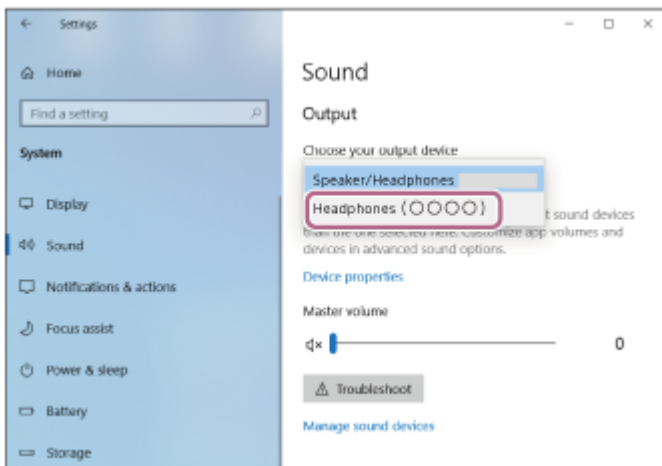 Settings
Home
Find a setting
System
Display
Sound
Notifications & actions
Focus assist
Power & sleep
Battery
Storage
Sound
Output
Choose your output device
Speaker/Headphones
Headphones (○○○○)
t sound devices
than the one selected here. Customize app volumes and
devices in advanced sound options.
Device properties
Master volume
0
Troubleshoot
Manage sound devices